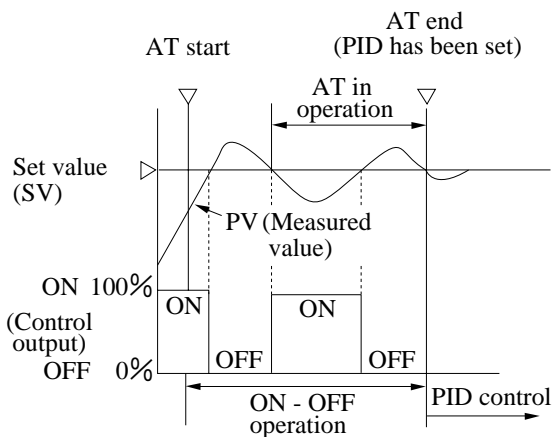 AT end
(PID has been set)
AT start
AT in
operation
Set value
(SV)
PV (Measured
value)
ON 100%
ON
ON
(Control
output)
OFF
OFF
OFF 0%
ON - OFF
operation
PID control